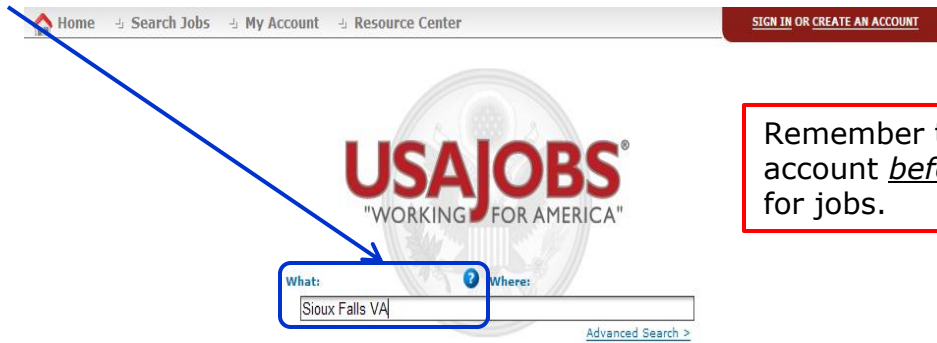 Home Search Jobs My Account Resource Center SIGN IN OR CREATE AN ACCOUNT
USAJOBS®
"WORKING FOR AMERICA"
Remember
account
for jobs.
What: ? Where:
Sioux Falls VA
Advanced Search >